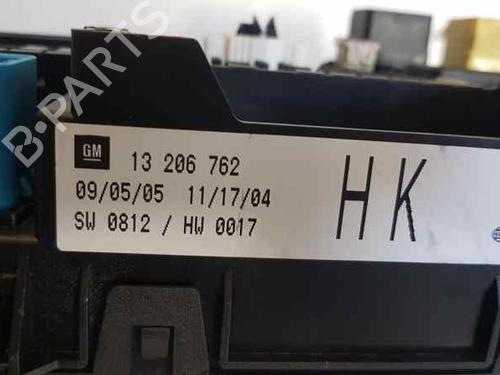 B-PARTS
GM 13 206 762
09/05/05 11/17/04
SW 0812 / HW 0017
HK